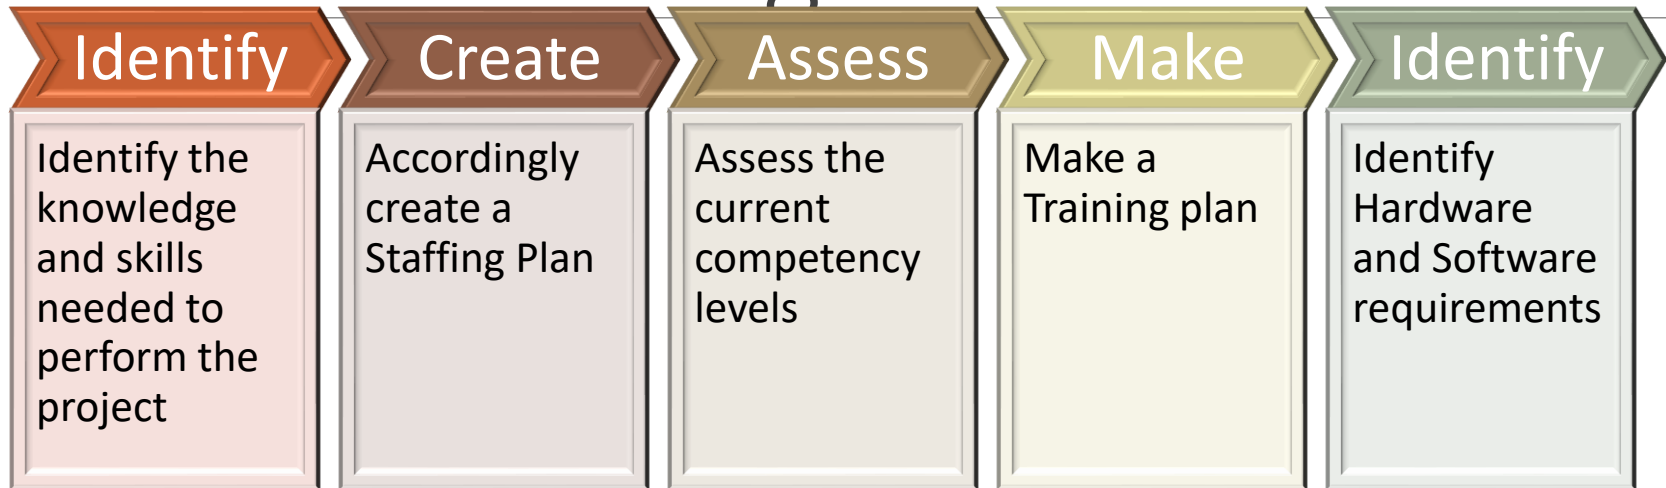 Identify
Create
Assess
Make
Identify
Identify the
knowledge
and skills
needed to
perform the
project
Accordingly
create a
Staffing Plan
Assess the
current
competency
levels
Make a
Training plan
Identify
Hardware
and Software
requirements